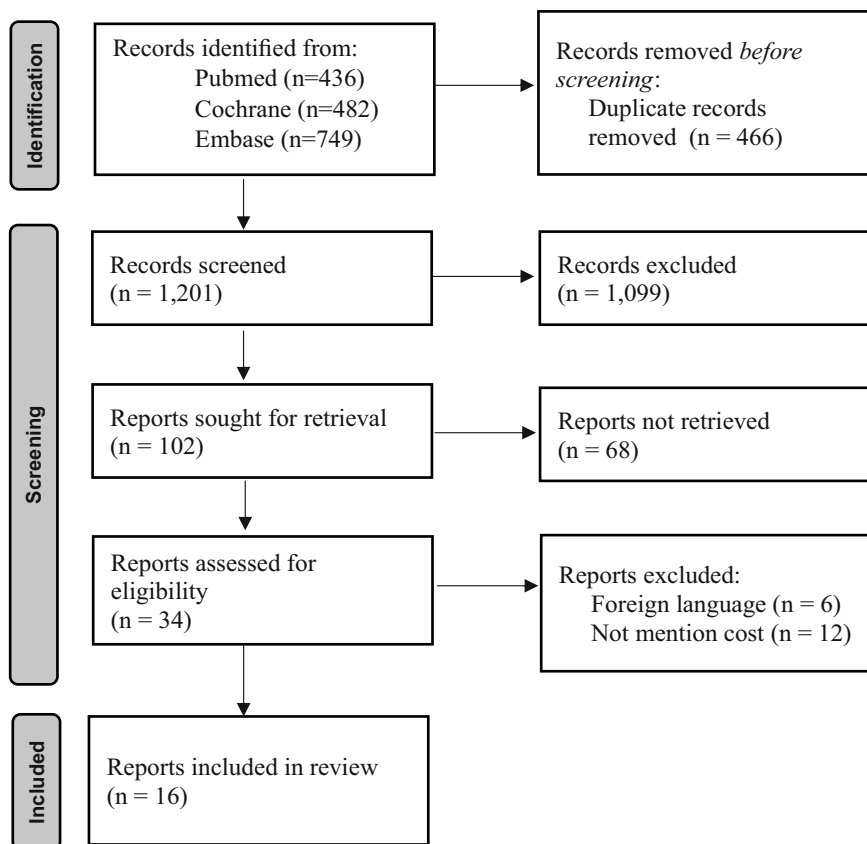 Identification
Records identified from:
Pubmed (n=436)
Cochrane (n=482)
Embase (n=749)
Records removed before
screening:
Duplicate records
removed (n = 466)
Screening
Records screened
(n = 1,201)
Records excluded
(n = 1,099)
Reports sought for retrieval
(n = 102)
Reports not retrieved
(n = 68)
Reports assessed for
eligibility
(n = 34)
Reports excluded:
Foreign language (n = 6)
Not mention cost (n = 12)
Included
Reports included in review
(n = 16)